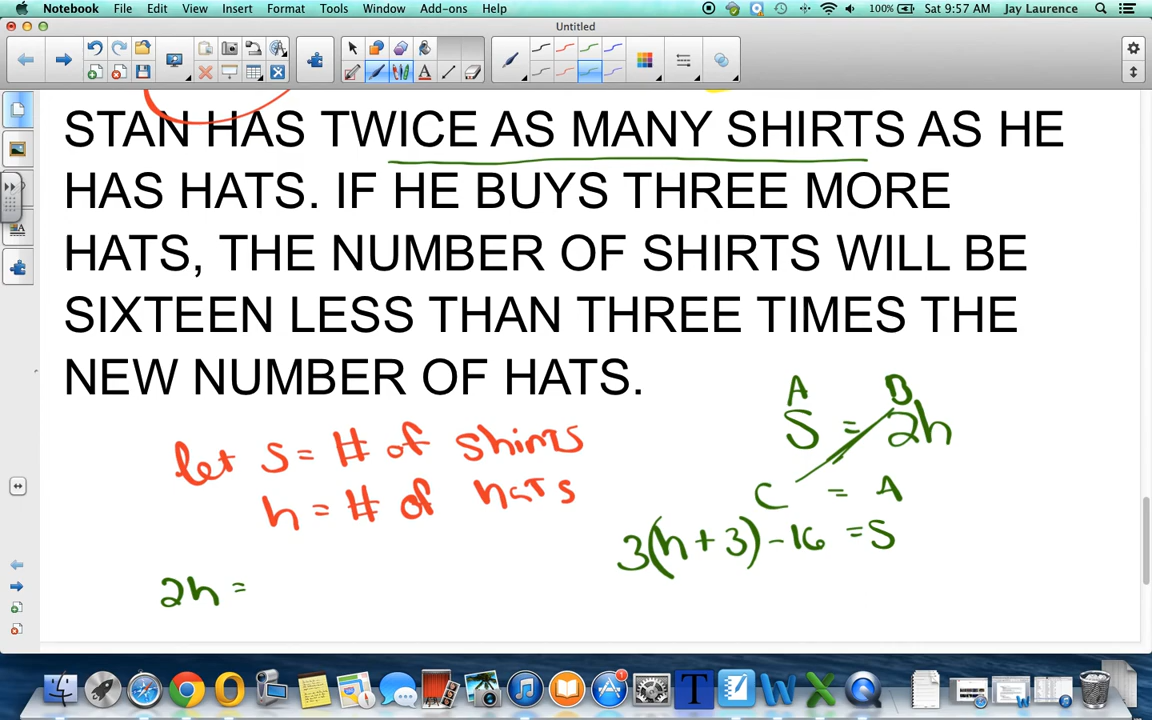 Notebook File Edit View Insert Format Tools Window Add-ons Help 100% Sat 9:57 AM Jay Laurence
Untitled
STAN HAS TWICE AS MANY SHIRTS AS HE
HAS HATS. IF HE BUYS THREE MORE
HATS, THE NUMBER OF SHIRTS WILL BE
SIXTEEN LESS THAN THREE TIMES THE
NEW NUMBER OF HATS.
A B
S = 2h
let s = # of shirts
h = # of hats
C = A
3(h + 3) - 16 = S
2h =